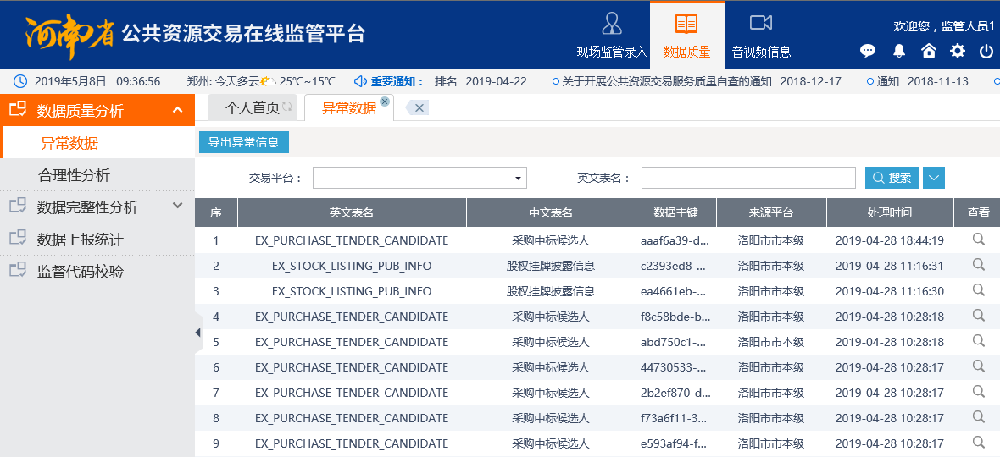 河南省 公共资源交易在线监管平台
现场监管录入 数据质量 音视频信息
欢迎您，监管人员1
2019年5月8日 09:36:56 郑州: 今天多云 25℃~15℃ 重要通知： 排名 2019-04-22 关于开展公共资源交易服务质量自查的通知 2018-12-17 通知 2018-11-13
数据质量分析
异常数据
合理性分析
数据完整性分析
数据上报统计
监督代码校验
个人首页 异常数据
导出异常信息
交易平台： 英文表名： 搜索
序 英文表名 中文表名 数据主键 来源平台 处理时间 查看
1 EX_PURCHASE_TENDER_CANDIDATE 采购中标候选人 aaaf6a39-d... 洛阳市市本级 2019-04-28 18:44:19
2 EX_STOCK_LISTING_PUB_INFO 股权挂牌披露信息 c2393ed8-... 洛阳市市本级 2019-04-28 11:16:31
3 EX_STOCK_LISTING_PUB_INFO 股权挂牌披露信息 ea4661eb-... 洛阳市市本级 2019-04-28 11:16:30
4 EX_PURCHASE_TENDER_CANDIDATE 采购中标候选人 f8c58bde-b... 洛阳市市本级 2019-04-28 10:28:18
5 EX_PURCHASE_TENDER_CANDIDATE 采购中标候选人 abd750c1-... 洛阳市市本级 2019-04-28 10:28:18
6 EX_PURCHASE_TENDER_CANDIDATE 采购中标候选人 44730533-... 洛阳市市本级 2019-04-28 10:28:17
7 EX_PURCHASE_TENDER_CANDIDATE 采购中标候选人 2b2ef870-d... 洛阳市市本级 2019-04-28 10:28:17
8 EX_PURCHASE_TENDER_CANDIDATE 采购中标候选人 f73a6f11-3... 洛阳市市本级 2019-04-28 10:28:17
9 EX_PURCHASE_TENDER_CANDIDATE 采购中标候选人 e593af94-f... 洛阳市市本级 2019-04-28 10:28:17